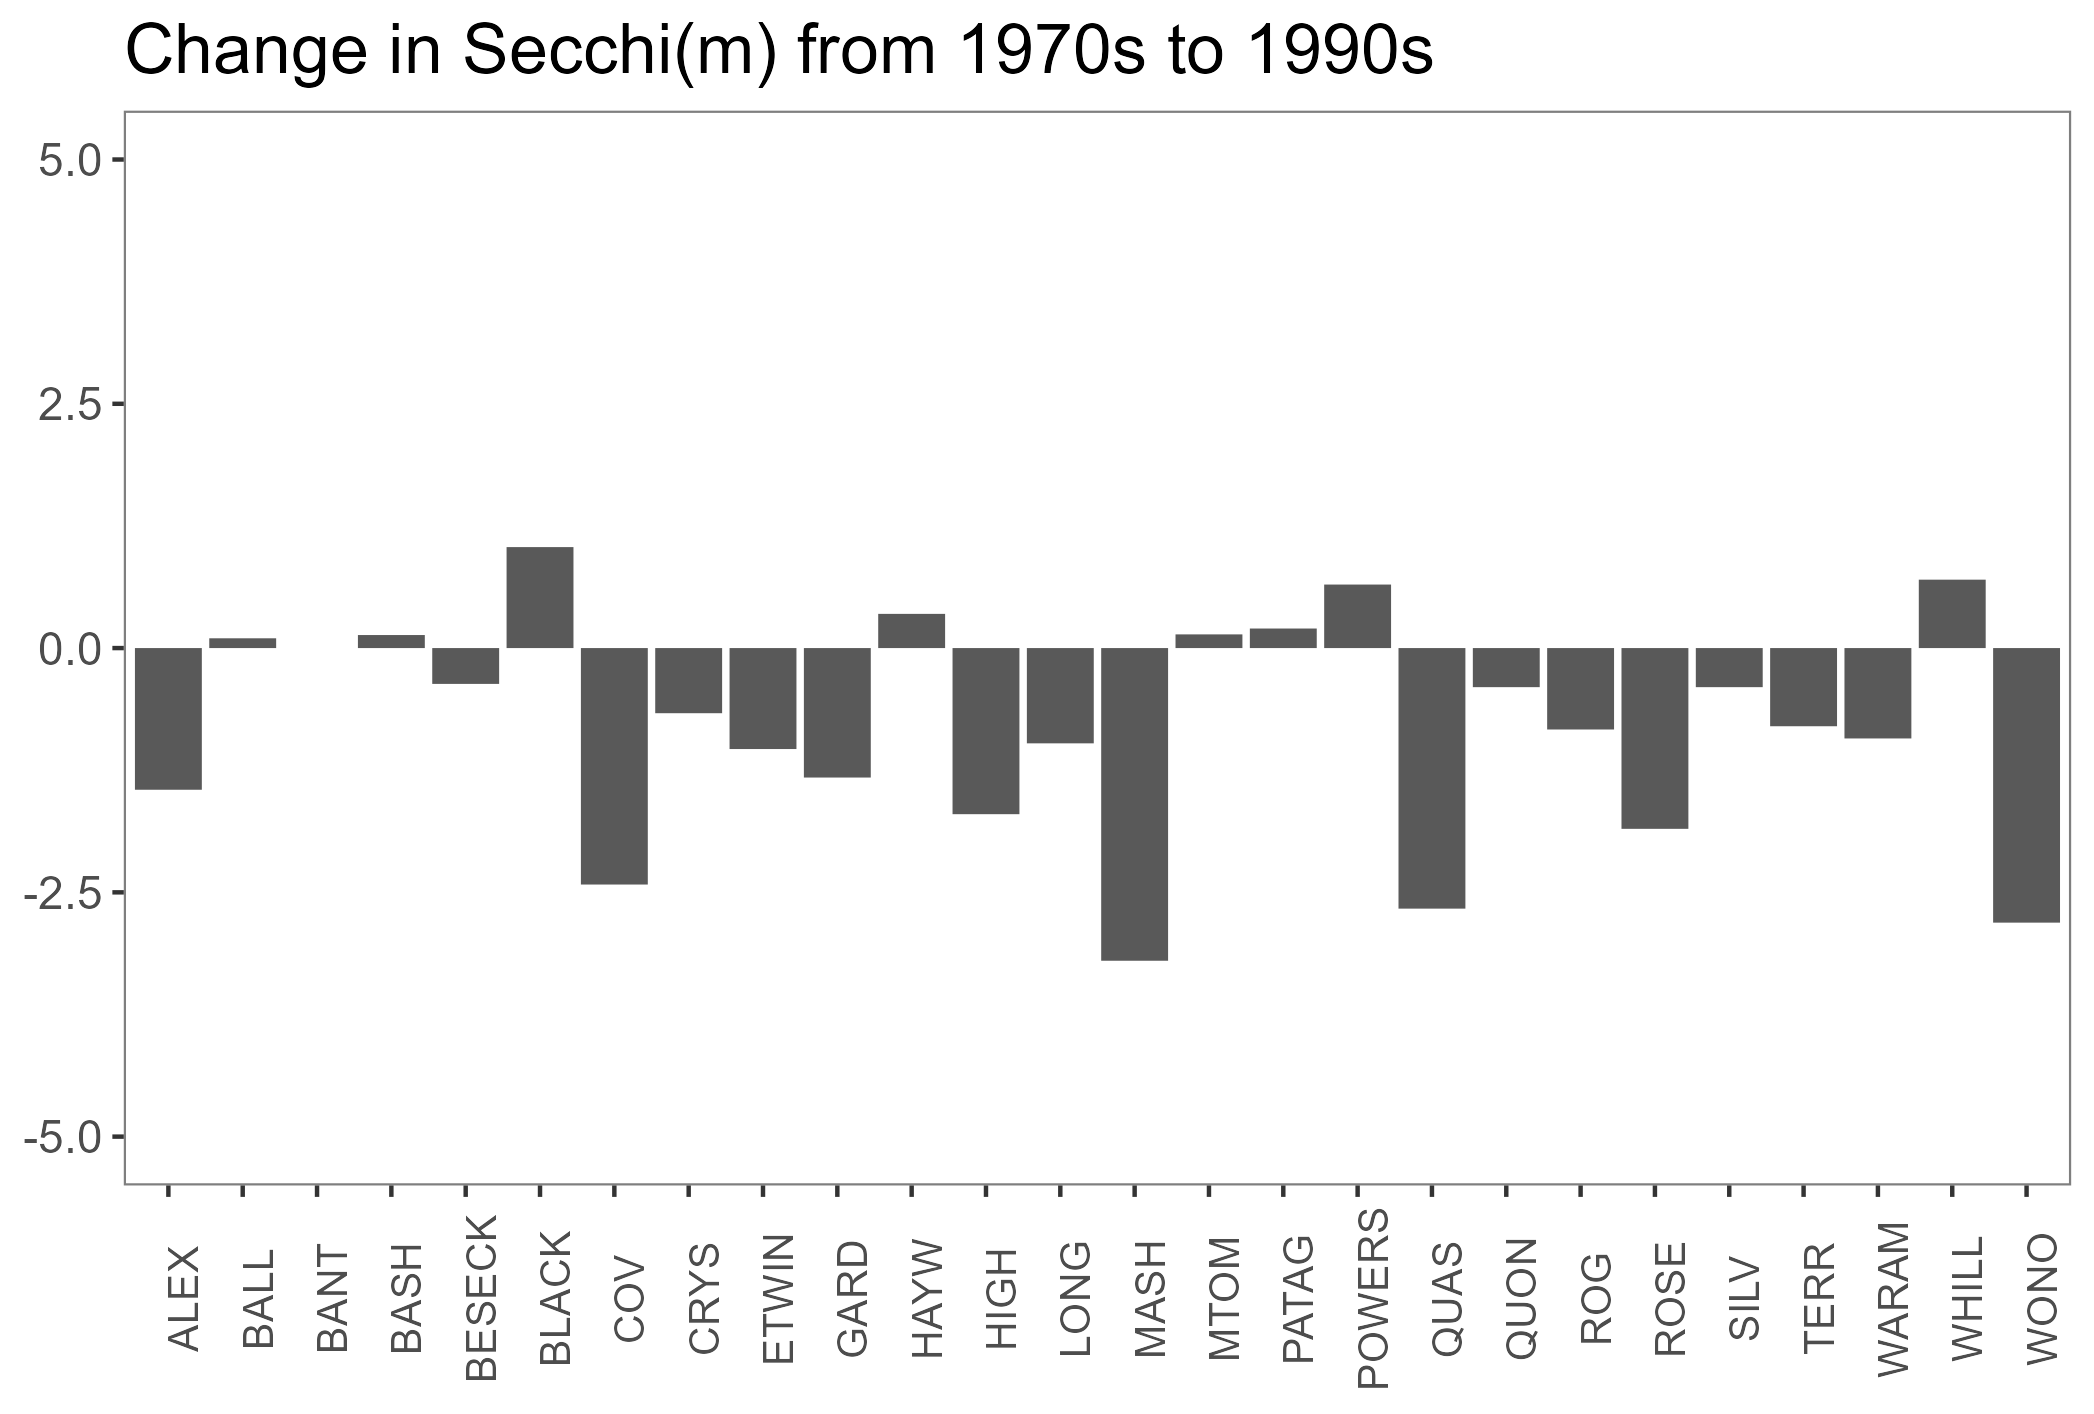 Change in Secchi(m) from 1970s to 1990s
5.0
2.5
0.0
-2.5
-5.0
ALEX
BALL
BANT
BASH
BESECK
BLACK
COV
CRYS
ETWIN
GARD
HAYW
HIGH
LONG
MASH
MTOM
PATAG
POWERS
QUAS
QUON
ROG
ROSE
SILV
TERR
WARAM
WHILL
WONO